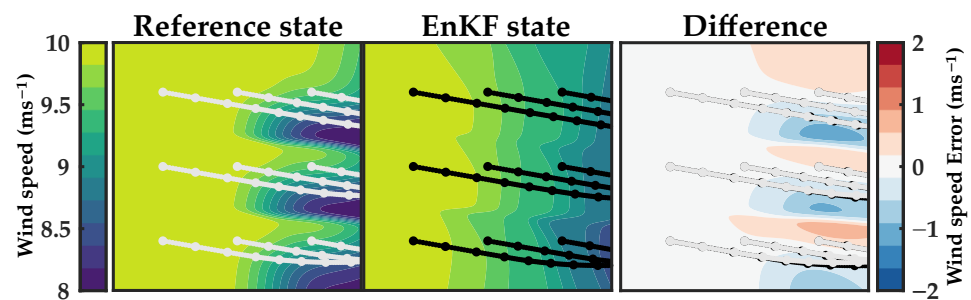 Reference state
EnKF state
Difference
Wind speed (ms⁻¹)
10
9.5
9
8.5
8
2
1
0
−1
−2
Wind speed Error (ms⁻¹)